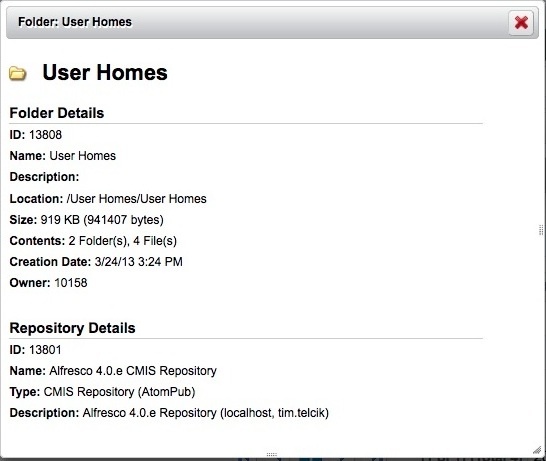 Folder: User Homes
User Homes
Folder Details
ID: 13808
Name: User Homes
Description:
Location: /User Homes/User Homes
Size: 919 KB (941407 bytes)
Contents: 2 Folder(s), 4 File(s)
Creation Date: 3/24/13 3:24 PM
Owner: 10158
Repository Details
ID: 13801
Name: Alfresco 4.0.e CMIS Repository
Type: CMIS Repository (AtomPub)
Description: Alfresco 4.0.e Repository (localhost, tim.telcik)